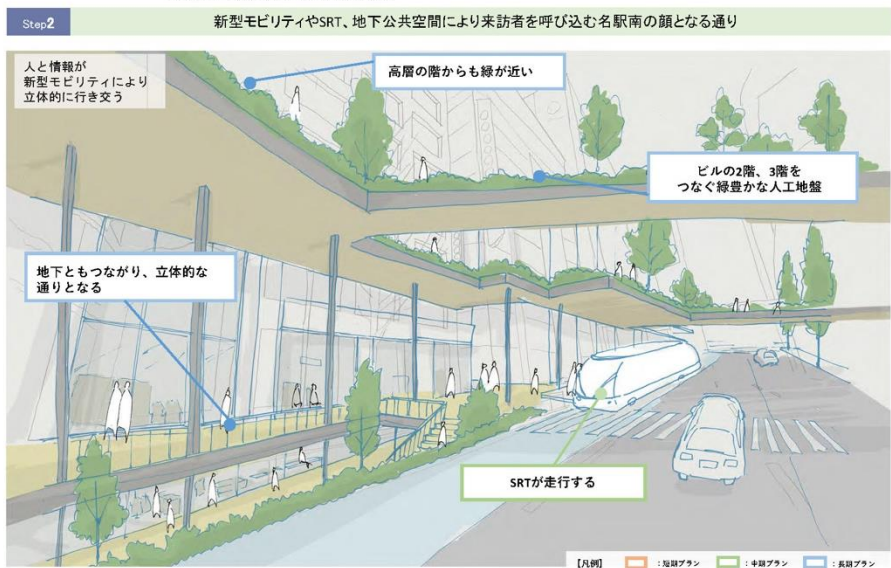 Step2
新型モビリティやSRT、地下公共空間により来訪者を呼び込む名駅南の顔となる通り
人と情報が
新型モビリティにより
立体的に行き交う
高層の階からも緑が近い
ビルの2階、3階を
つなぐ緑豊かな人工地盤
地下ともつながり、立体的な
通りとなる
SRTが走行する
【凡例】 :短期プラン :中期プラン :長期プラン